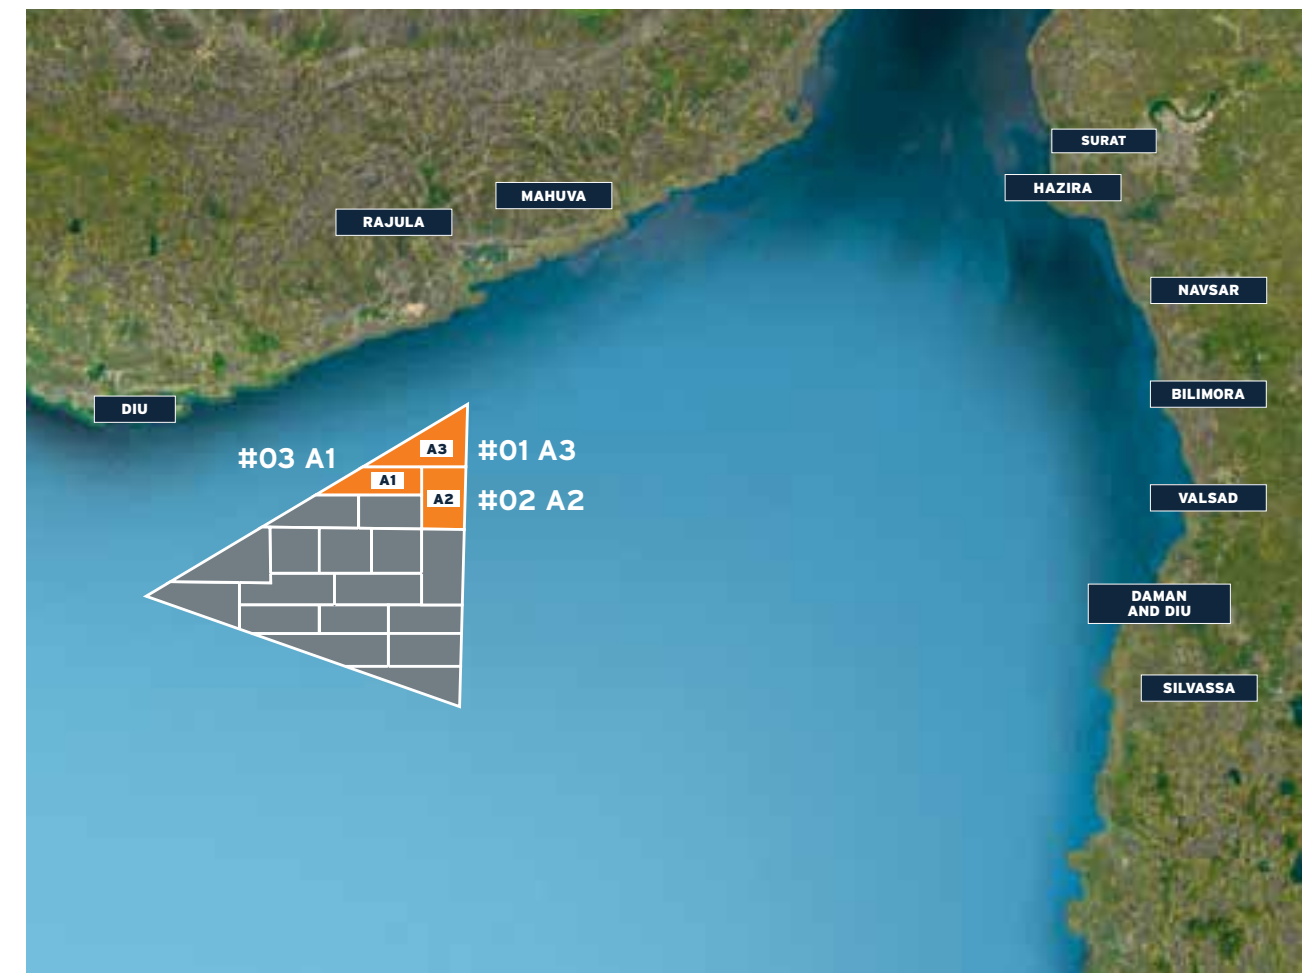 SURAT
HAZIRA
MAHUVA
RAJULA
NAVSAR
BILIMORA
DIU
#03 A1
A3
#01 A3
A1
A2
#02 A2
VALSAD
DAMAN
AND DIU
SILVASSA